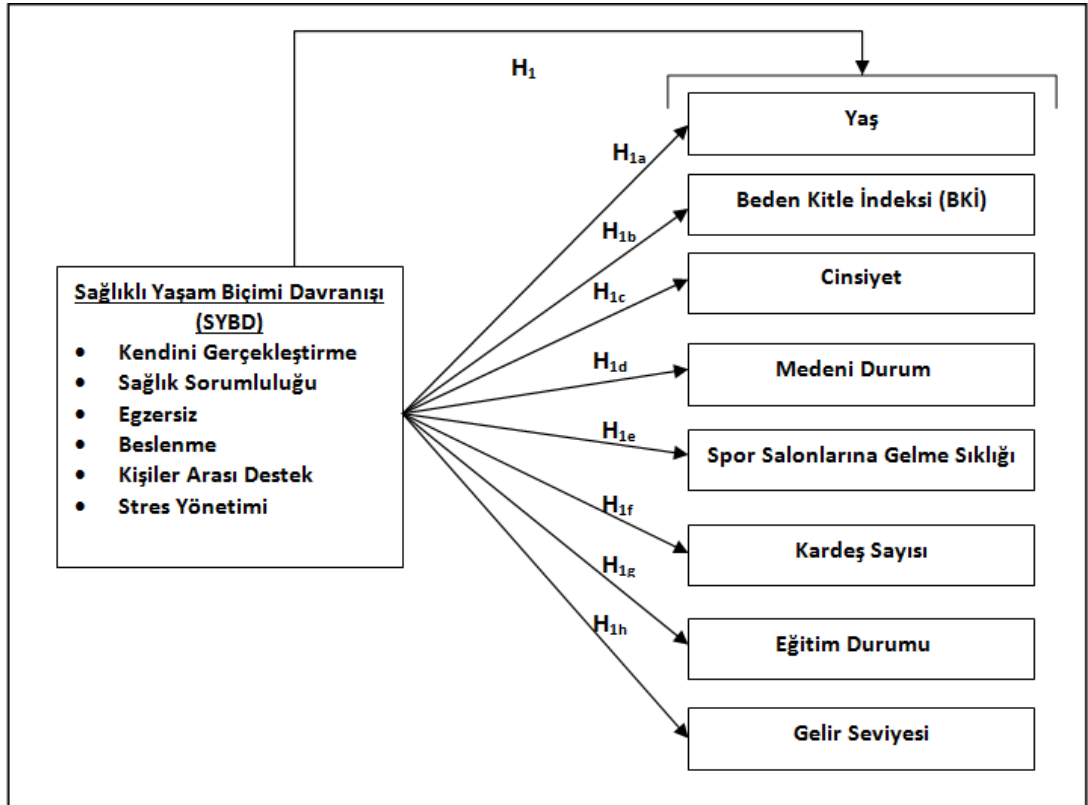 H1
Yaş
H1a
Beden Kitle İndeksi (BKİ)
H1b
Cinsiyet
H1c
Sağlıklı Yaşam Biçimi Davranışı
(SYBD)
• Kendini Gerçekleştirme
• Sağlık Sorumluluğu
• Egzersiz
• Beslenme
• Kişiler Arası Destek
• Stres Yönetimi
H1d
Medeni Durum
H1e
Spor Salonlarına Gelme Sıklığı
H1f
Kardeş Sayısı
H1g
Eğitim Durumu
H1h
Gelir Seviyesi